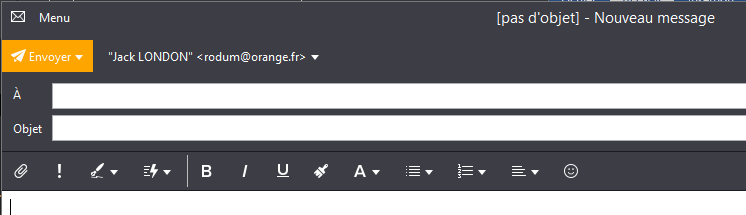 Menu
[pas d'objet] - Nouveau message
Envoyer
"Jack LONDON" <rodum@orange.fr>
À
Objet
! B I U A